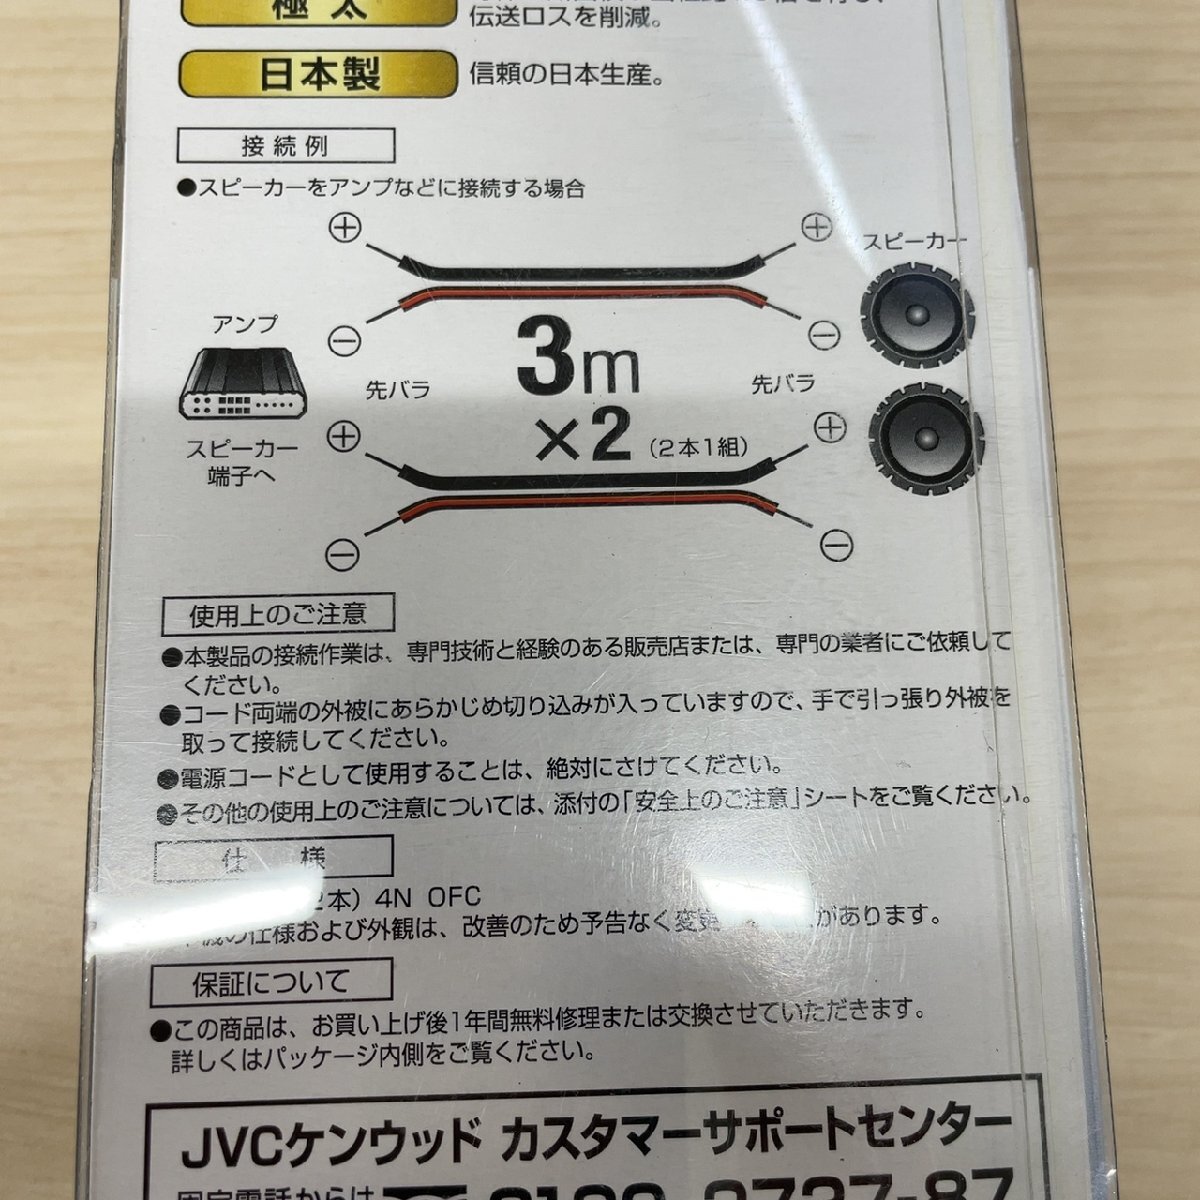 極 太
伝送ロスを削減。
日本製
信頼の日本生産。
接 続 例
●スピーカーをアンプなどに接続する場合
⊕ ⊕
スピーカー
アンプ
⊖ ⊖
3m
先バラ 先バラ
⊕ ×2 (2本1組) ⊕
スピーカー
端子へ
⊖ ⊖
使用上のご注意
●本製品の接続作業は、専門技術と経験のある販売店または、専門の業者にご依頼して
ください。
●コード両端の外被にあらかじめ切り込みが入っていますので、手で引っ張り外被を
取って接続してください。
●電源コードとして使用することは、絶対にさけてください。
●その他の使用上のご注意については、添付の「安全上のご注意」シートをご覧ください。
仕 様
2本) 4N OFC
の仕様および外観は、改善のため予告なく変更 があります。
保証について
●この商品は、お買い上げ後1年間無料修理または交換させていただきます。
詳しくはパッケージ内側をご覧ください。
JVCケンウッド カスタマーサポートセンター
固定電話からは 0120-2727-87